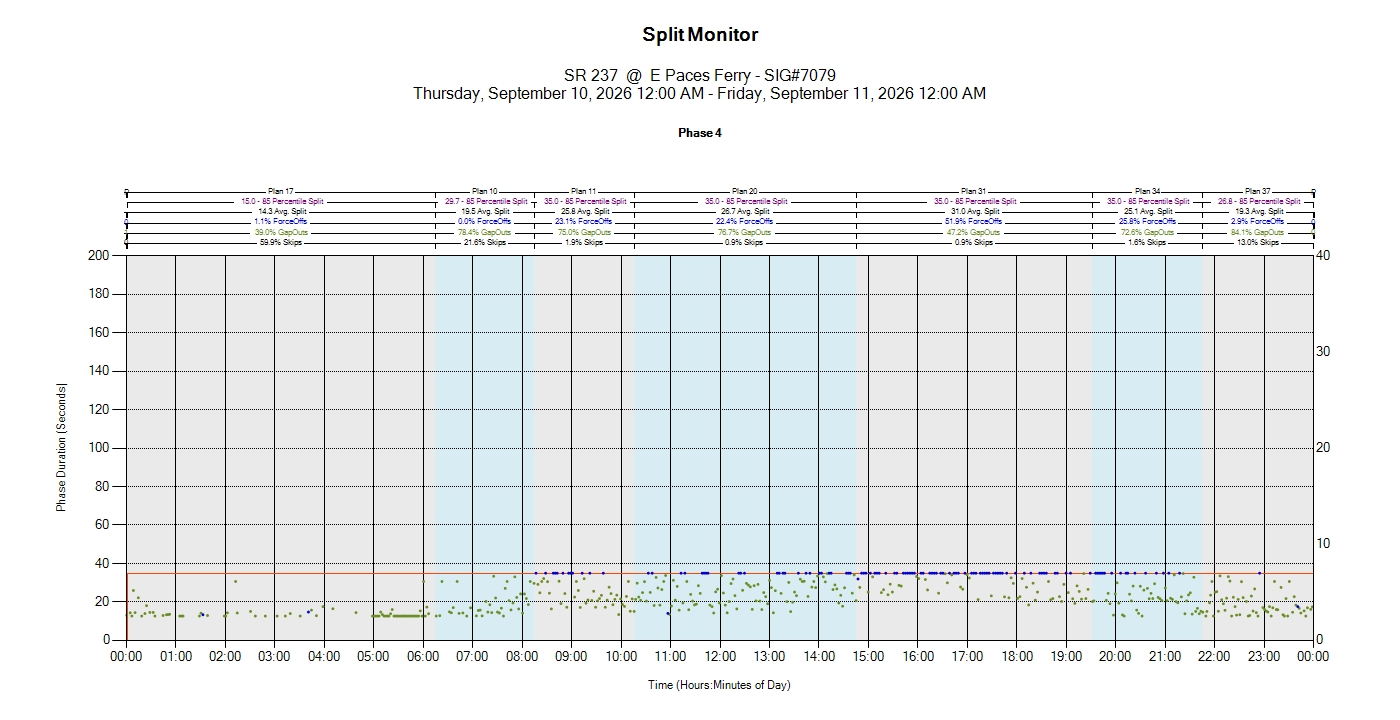 Split Monitor
SR 237 @ E Paces Ferry - SIG#7079
Thursday, September 10, 2026 12:00 AM - Friday, September 11, 2026 12:00 AM
Phase 4
Plan 17 Plan 10 Plan 11 Plan 20 Plan 31 Plan 34 Plan 37
15.0 - 85 Percentile Split 29.7 - 85 Percentile Split 35.0 - 85 Percentile Split 35.0 - 85 Percentile Split 35.0 - 85 Percentile Split 35.0 - 85 Percentile Split 26.8 - 85 Percentile Split
14.3 Avg. Split 19.5 Avg. Split 25.8 Avg. Split 26.7 Avg. Split 31.0 Avg. Split 25.1 Avg. Split 19.3 Avg. Split
1.1% ForceOffs 0.0% ForceOffs 23.1% ForceOffs 22.4% ForceOffs 51.9% ForceOffs 25.8% ForceOffs 2.9% ForceOffs
39.0% GapOuts 78.4% GapOuts 75.0% GapOuts 76.7% GapOuts 47.2% GapOuts 72.6% GapOuts 84.1% GapOuts
59.9% Skips 21.6% Skips 1.9% Skips 0.9% Skips 0.9% Skips 1.6% Skips 13.0% Skips
200 40
180
160
30
140
120
100 20
80
60
10
40
20
0 0
00:00 01:00 02:00 03:00 04:00 05:00 06:00 07:00 08:00 09:00 10:00 11:00 12:00 13:00 14:00 15:00 16:00 17:00 18:00 19:00 20:00 21:00 22:00 23:00 00:00
Phase Duration (Seconds)
Time (Hours:Minutes of Day)